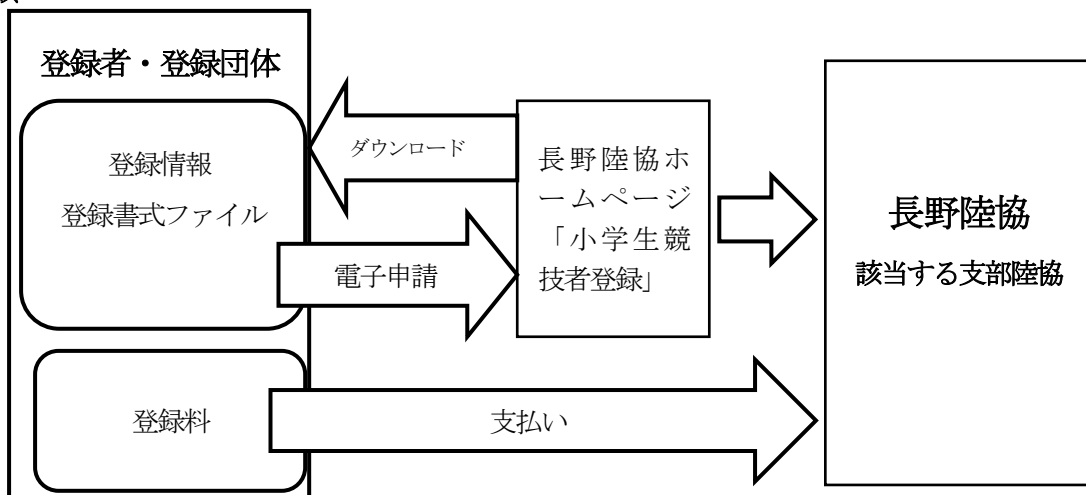 登録者・登録団体
登録情報
登録書式ファイル
ダウンロード
電子申請
長野陸協ホ
ームページ
「小学生競
技者登録」
長野陸協
該当する支部陸協
登録料
支払い